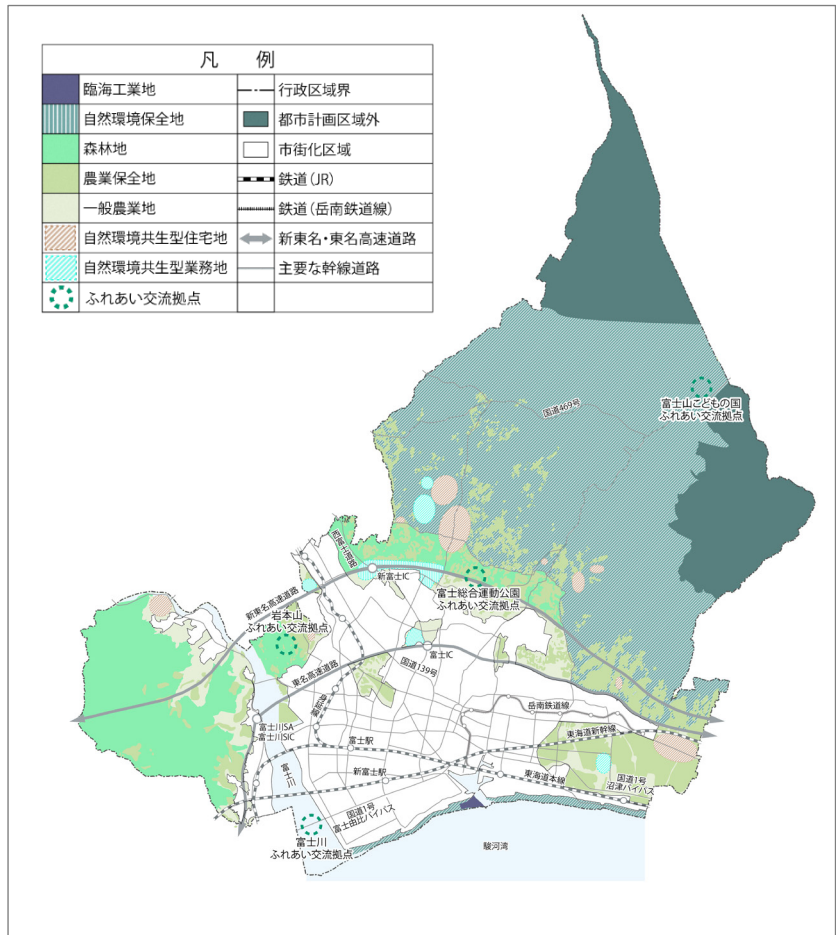 凡 例
臨海工業地
行政区域界
自然環境保全地
都市計画区域外
森林地
市街化区域
農業保全地
鉄道(JR)
一般農業地
鉄道(岳南鉄道線)
自然環境共生型住宅地
新東名・東名高速道路
自然環境共生型業務地
主要な幹線道路
ふれあい交流拠点
国道469号
富士山こどもの国
ふれあい交流拠点
新富士IC
新東名高速道路
富士総合運動公園
ふれあい交流拠点
岩本山
ふれあい交流拠点
東名高速道路
富士IC
国道139号
身延線
岳南鉄道線
富士川SA
富士川SIC
東海道新幹線
富士駅
富士川
新富士駅
東海道本線
国道1号
沼津バイパス
国道1号
富士由比バイパス
富士川
ふれあい交流拠点
駿河湾